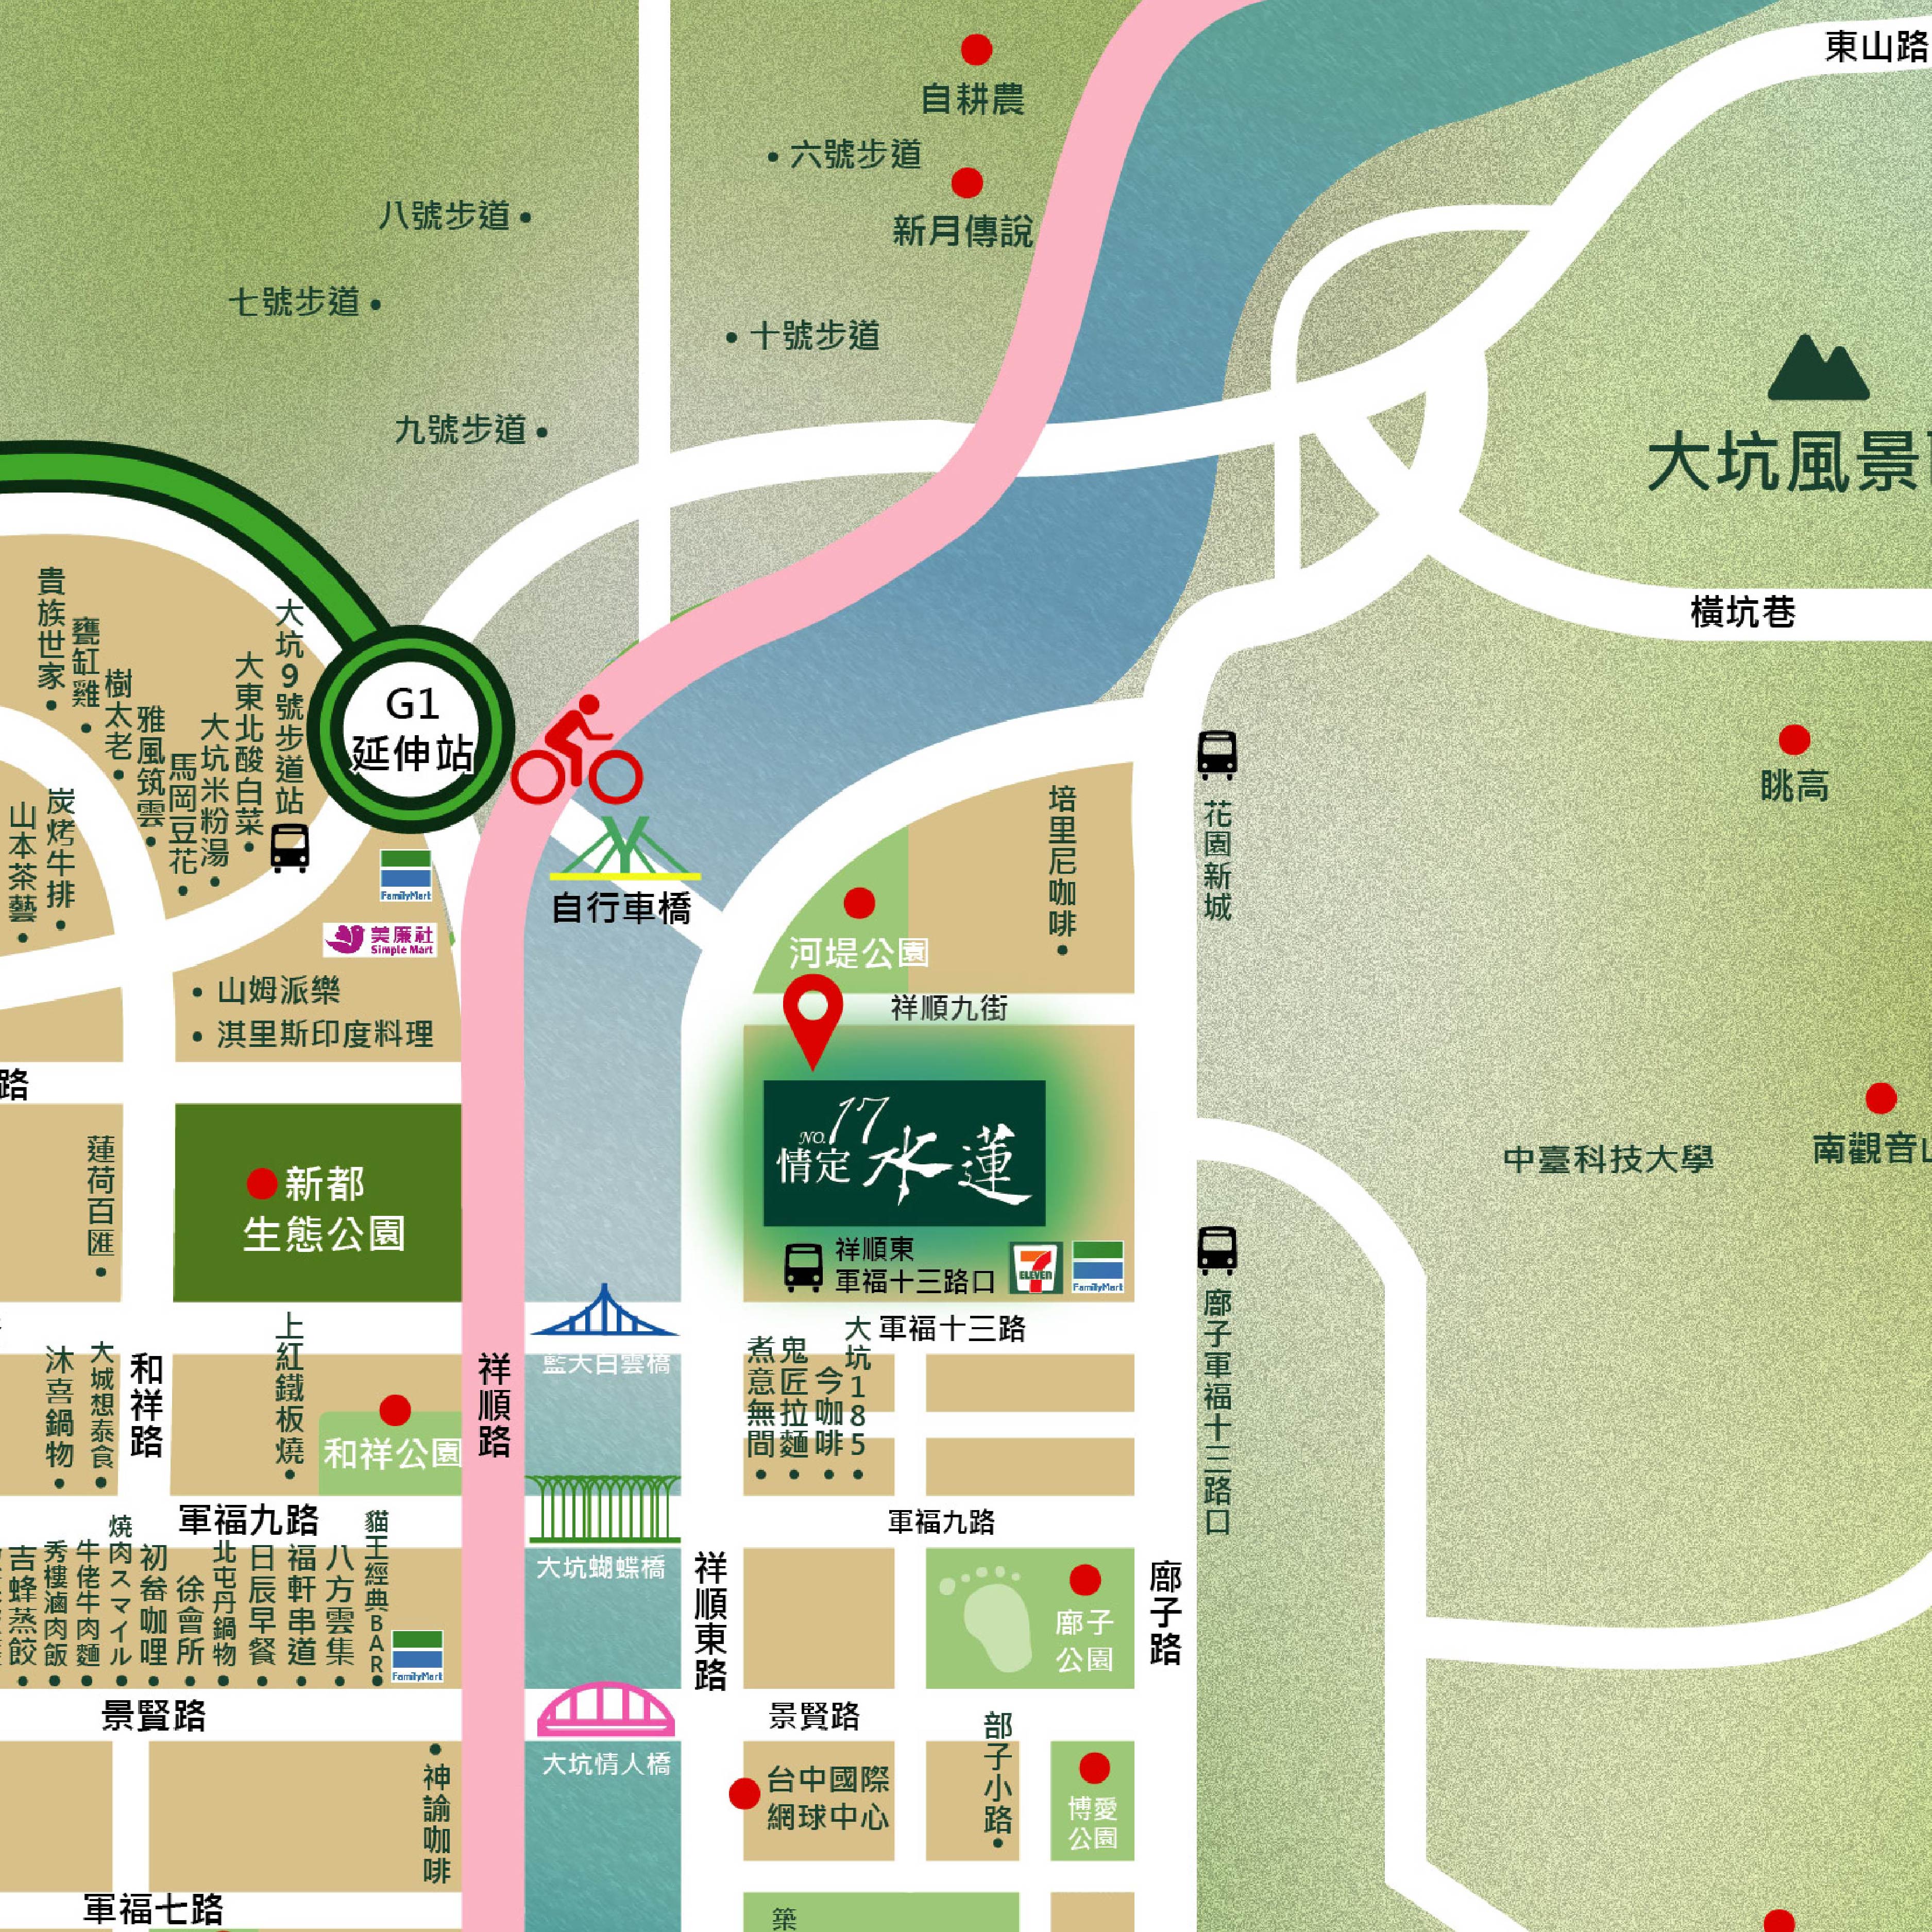 東山路
自耕農
六號步道
新月傳說
八號步道
七號步道
十號步道
九號步道
大坑風景
橫坑巷
貴族世家
甕缸雞
樹太老
雅風筑雲
馬岡豆花
大坑米粉湯
大東北酸白菜
大坑9號步道站
G1
延伸站
山本茶藝
炭烤牛排
FamilyMart
美廉社
Simple Mart
山姆派樂
淇里斯印度料理
自行車橋
河堤公園
培里尼咖啡
花園新城
眺高
祥順九街
路
NO.17
情定水蓮
中臺科技大學
南觀音山
蓮荷百匯
新都
生態公園
祥順東
軍福十三路口
7
ELEVEN
FamilyMart
廍子軍福十三路口
軍福十三路
藍天白雲橋
沐喜鍋物
大城想泰食
和祥路
上紅鐵板燒
和祥公園
祥順路
煮意無間
鬼匠拉麵
今咖啡
大坑185
軍福九路
軍福九路
大坑蝴蝶橋
祥順東路
廍子路
廍子
公園
吉蜂蒸餃
秀樓滷肉飯
牛佬牛肉麵
燒肉スマイル
初登咖哩
徐會所
北屯丹鍋物
日辰早餐
福軒串道
八方雲集
貓王經典BAR
FamilyMart
景賢路
景賢路
大坑情人橋
神諭咖啡
台中國際
網球中心
部子小路
博愛
公園
軍福七路
築